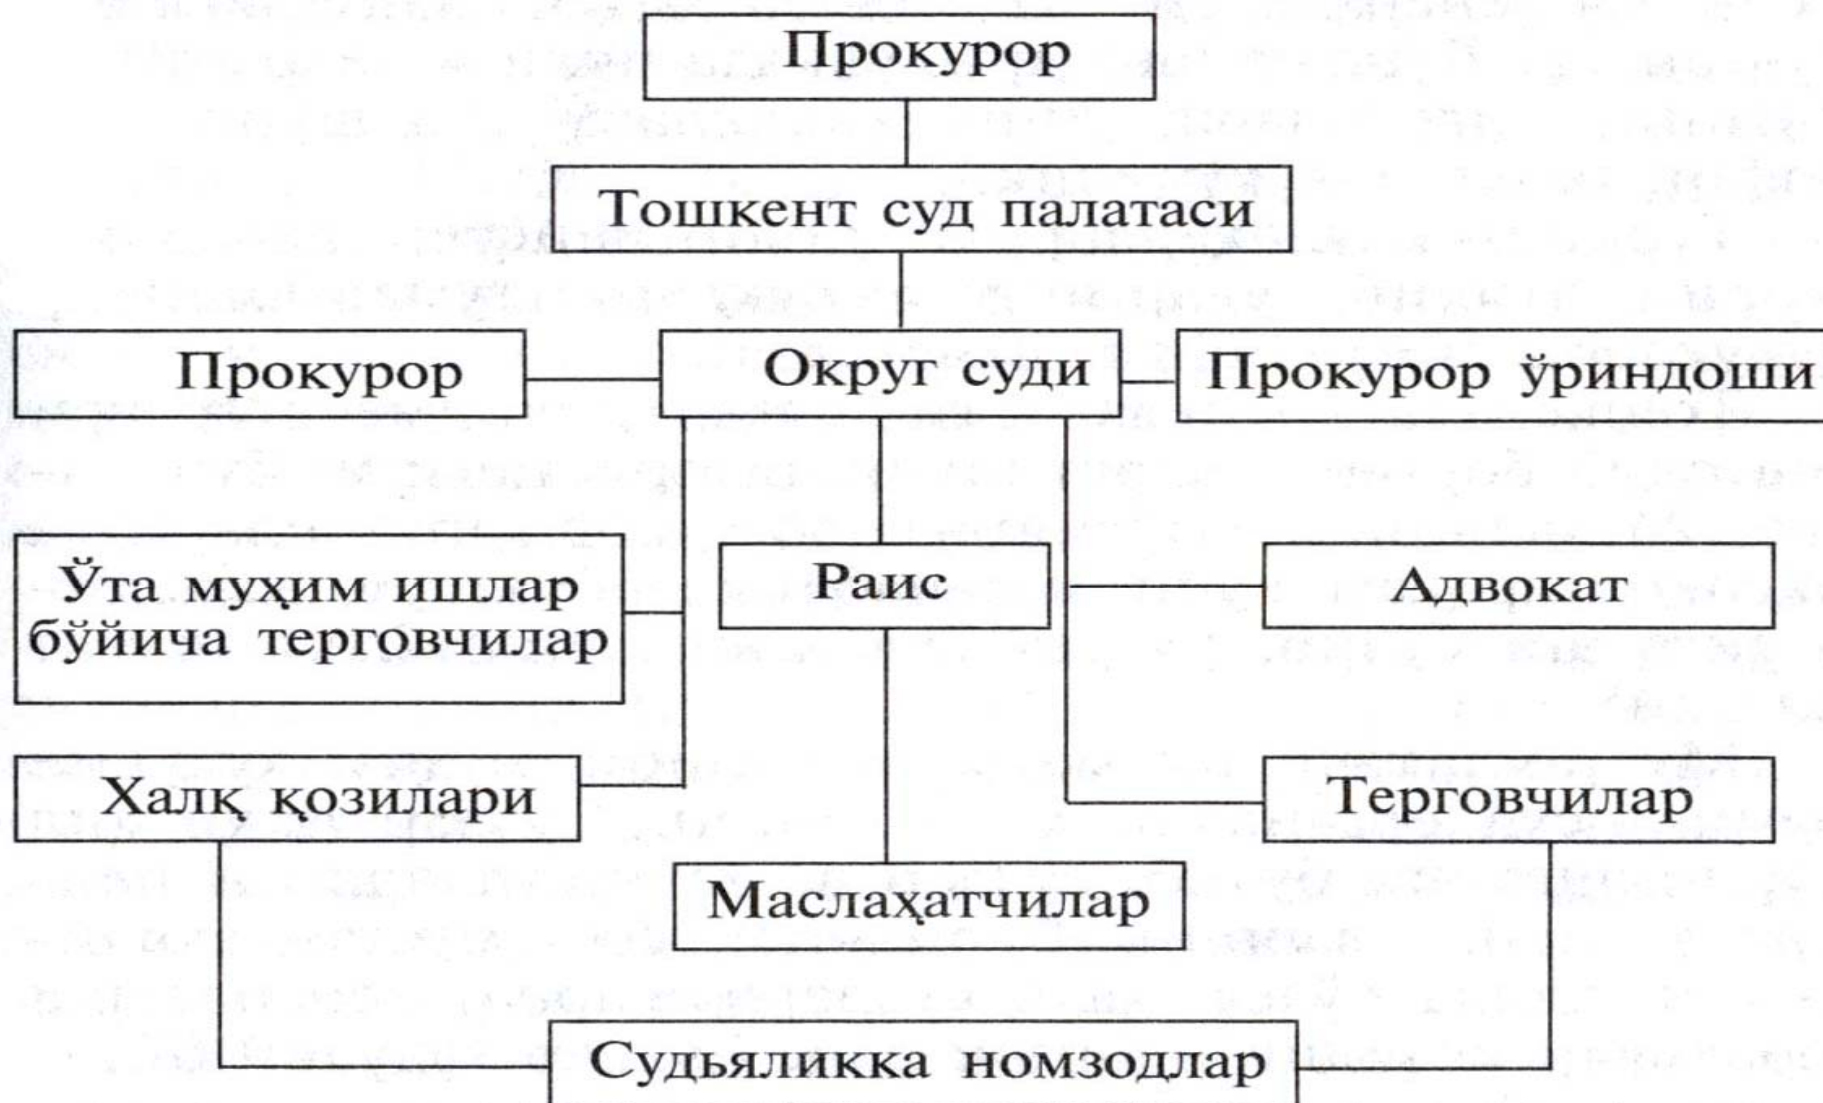 Прокурор
Тошкент суд палатаси
Прокурор
Округ суди
Прокурор ўриндоши
Ўта муҳим ишлар
бўйича терговчилар
Раис
Адвокат
Халқ қозилари
Терговчилар
Маслаҳатчилар
Судьяликка номзодлар